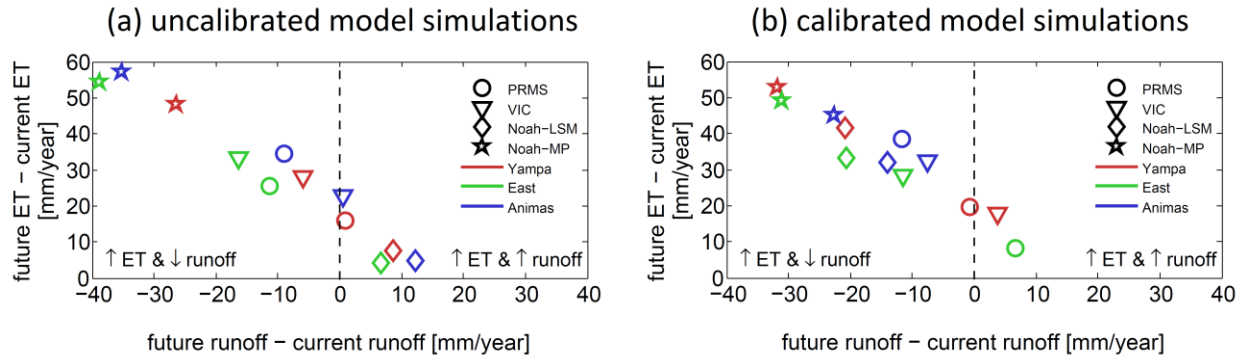 (a) uncalibrated model simulations
future ET − current ET
[mm/year]
60
50
40
30
20
10
0
PRMS
VIC
Noah−LSM
Noah−MP
Yampa
East
Animas
↑ ET & ↓ runoff
↑ ET & ↑ runoff
−40 −30 −20 −10 0 10 20 30 40
future runoff − current runoff [mm/year]
(b) calibrated model simulations
future ET − current ET
[mm/year]
60
50
40
30
20
10
0
PRMS
VIC
Noah−LSM
Noah−MP
Yampa
East
Animas
↑ ET & ↓ runoff
↑ ET & ↑ runoff
−40 −30 −20 −10 0 10 20 30 40
future runoff − current runoff [mm/year]